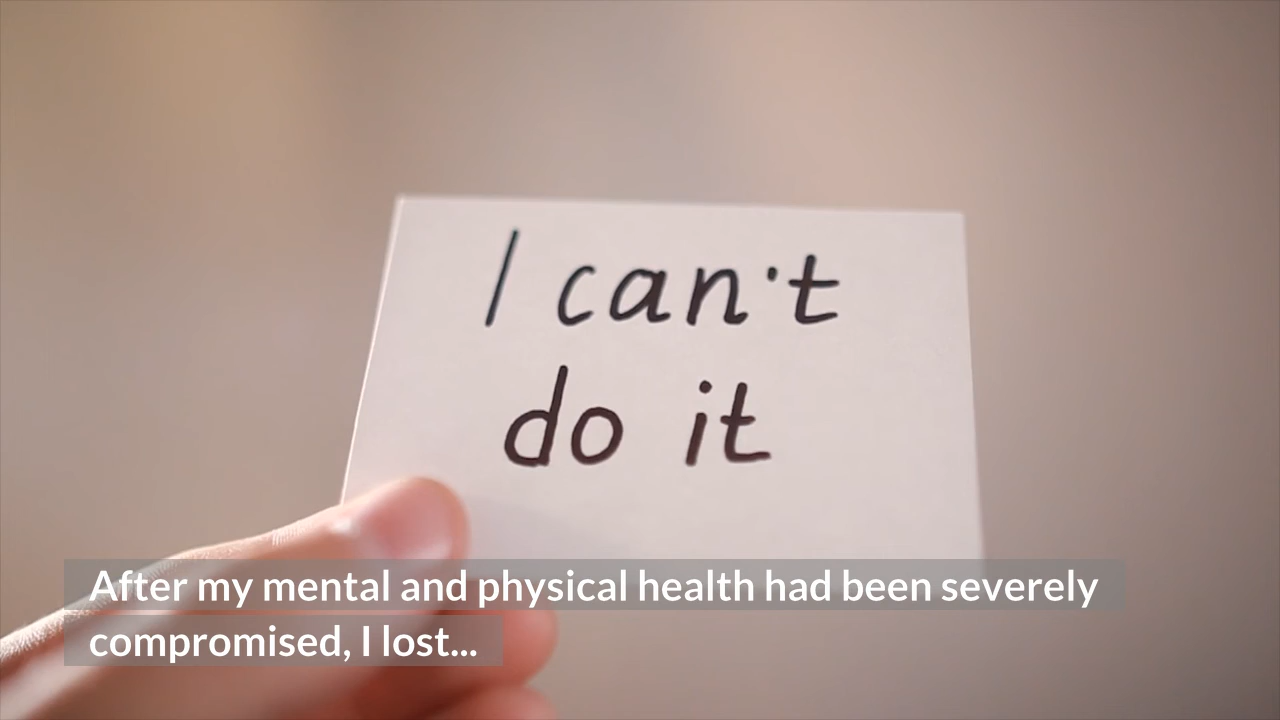 I can't
do it
After my mental and physical health had been severely
compromised, I lost...